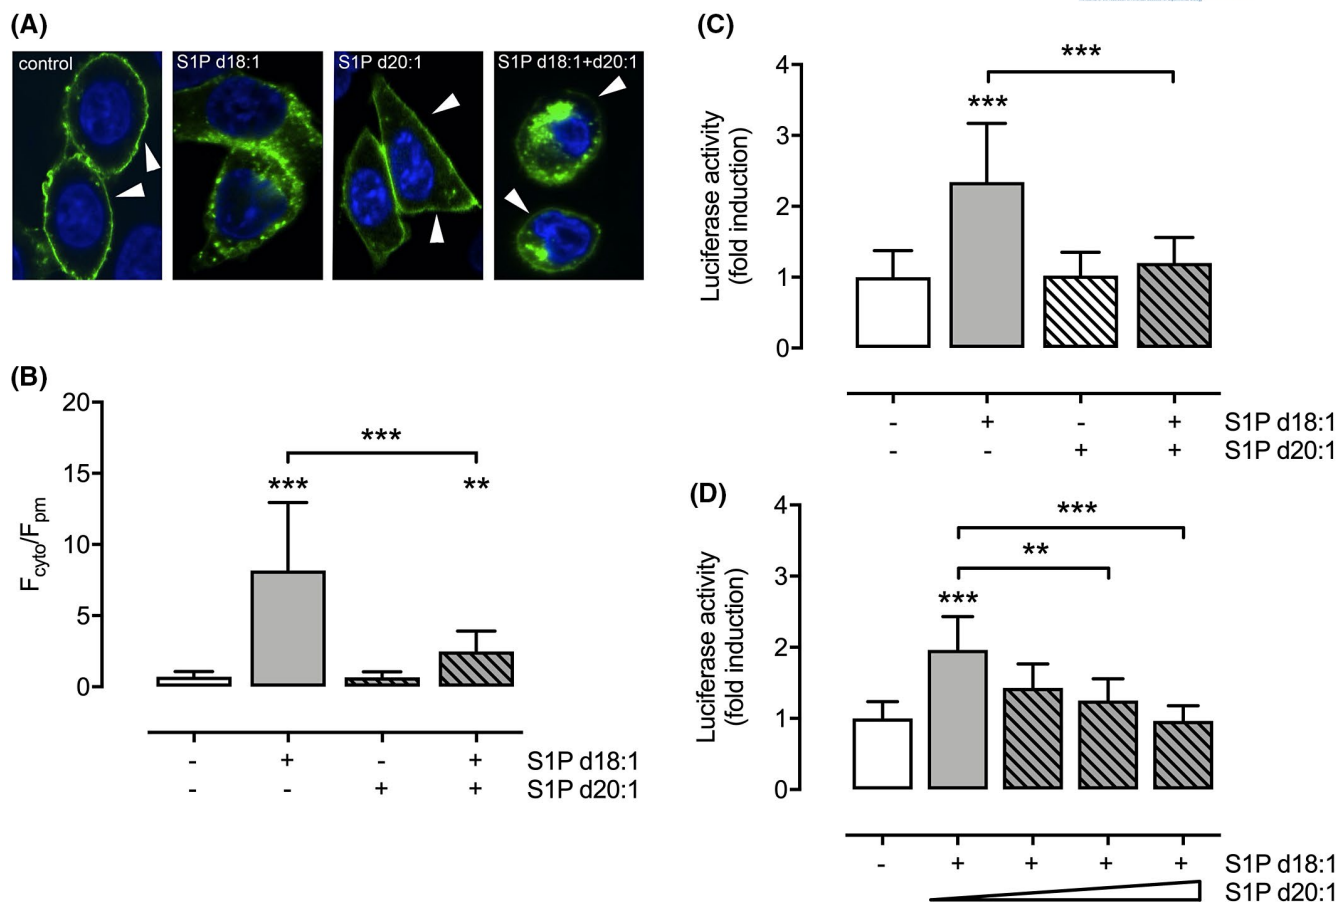 (A)
control
S1P d18:1
S1P d20:1
S1P d18:1+d20:1
(B)
20
15
10
5
0
Fcyto/Fpm
***
***
**
- + - + S1P d18:1
- - + + S1P d20:1
(C)
4
3
2
1
0
Luciferase activity
(fold induction)
***
***
- + - + S1P d18:1
- - + + S1P d20:1
(D)
4
3
2
1
0
Luciferase activity
(fold induction)
***
**
***
- + + + + S1P d18:1
S1P d20:1